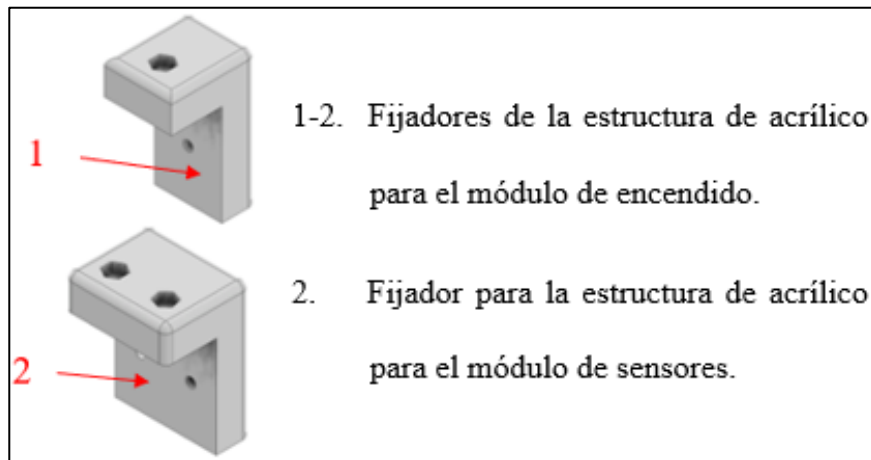 1-2. Fijadores de la estructura de acrílico
1
para el módulo de encendido.
2. Fijador para la estructura de acrílico
2
para el módulo de sensores.